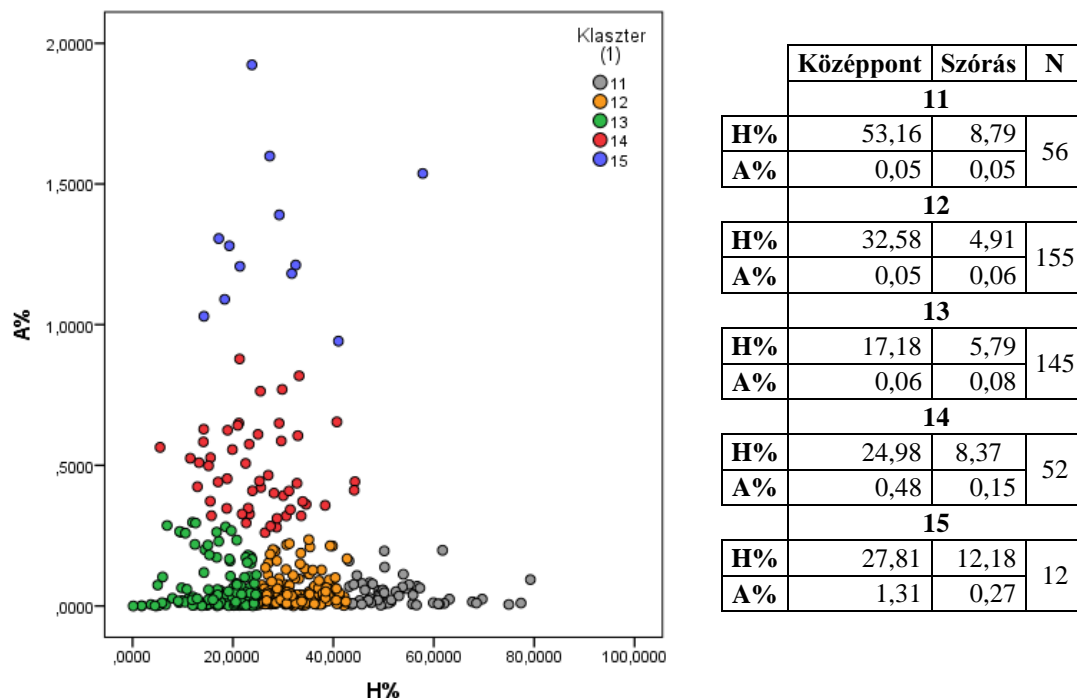 Klaszter
(1)
11
12
13
14
15
2,0000
1,5000
1,0000
,5000
,0000
A%
,0000 20,0000 40,0000 60,0000 80,0000 100,0000
H%
Középpont Szórás N
11
H% 53,16 8,79 56
A% 0,05 0,05
12
H% 32,58 4,91 155
A% 0,05 0,06
13
H% 17,18 5,79 145
A% 0,06 0,08
14
H% 24,98 8,37 52
A% 0,48 0,15
15
H% 27,81 12,18 12
A% 1,31 0,27